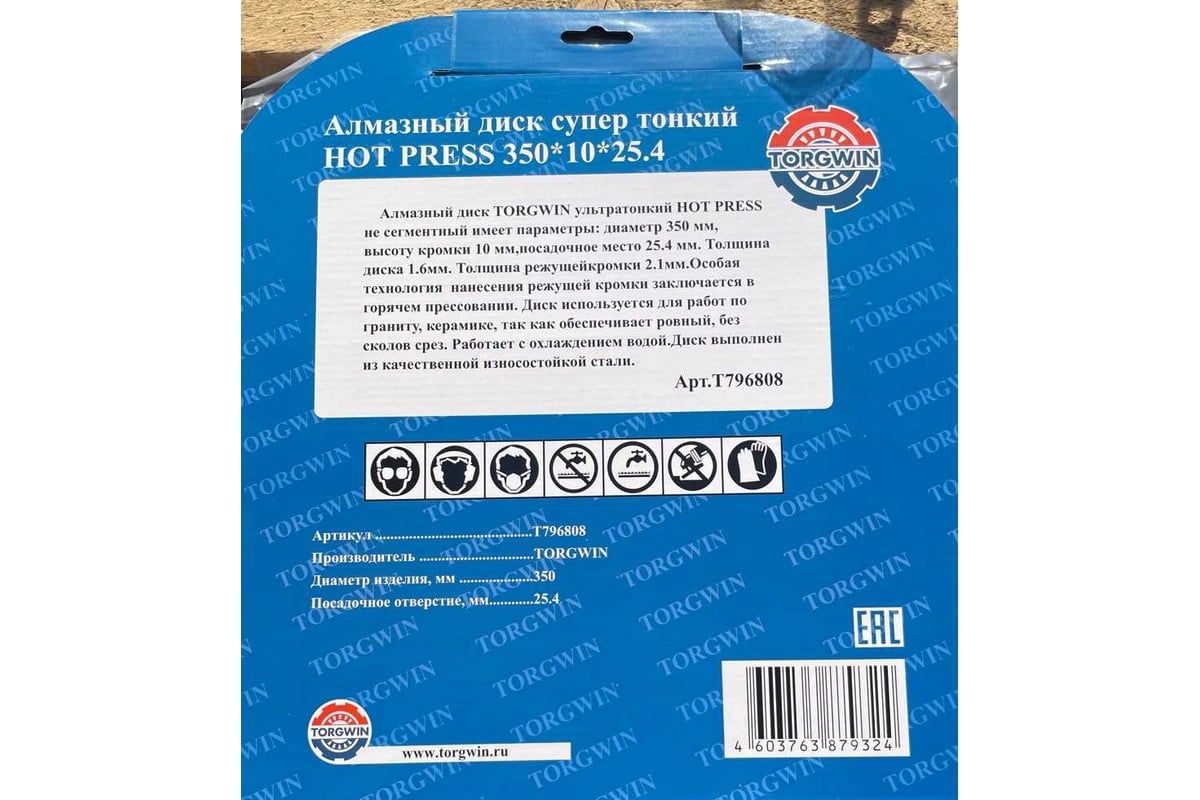 Алмазный диск супер тонкий
HOT PRESS 350*10*25.4
TORGWIN
Алмазный диск TORGWIN ультратонкий HOT PRESS
не сегментный имеет параметры: диаметр 350 мм,
высоту кромки 10 мм,посадочное место 25.4 мм. Толщина
диска 1.6мм. Толщина режущейкромки 2.1мм.Особая
технология нанесения режущей кромки заключается в
горячем прессовании. Диск используется для работ по
граниту, керамике, так как обеспечивает ровный, без
сколов срез. Работает с охлаждением водой.Диск выполнен
из качественной износостойкой стали.
Арт.Т796808
Артикул ..........................................Т796808
Производитель ...............................TORGWIN
Диаметр изделия, мм ....................350
Посадочное отверстие, мм............25.4
EAC
TORGWIN
www.torgwin.ru
4 603763 879324